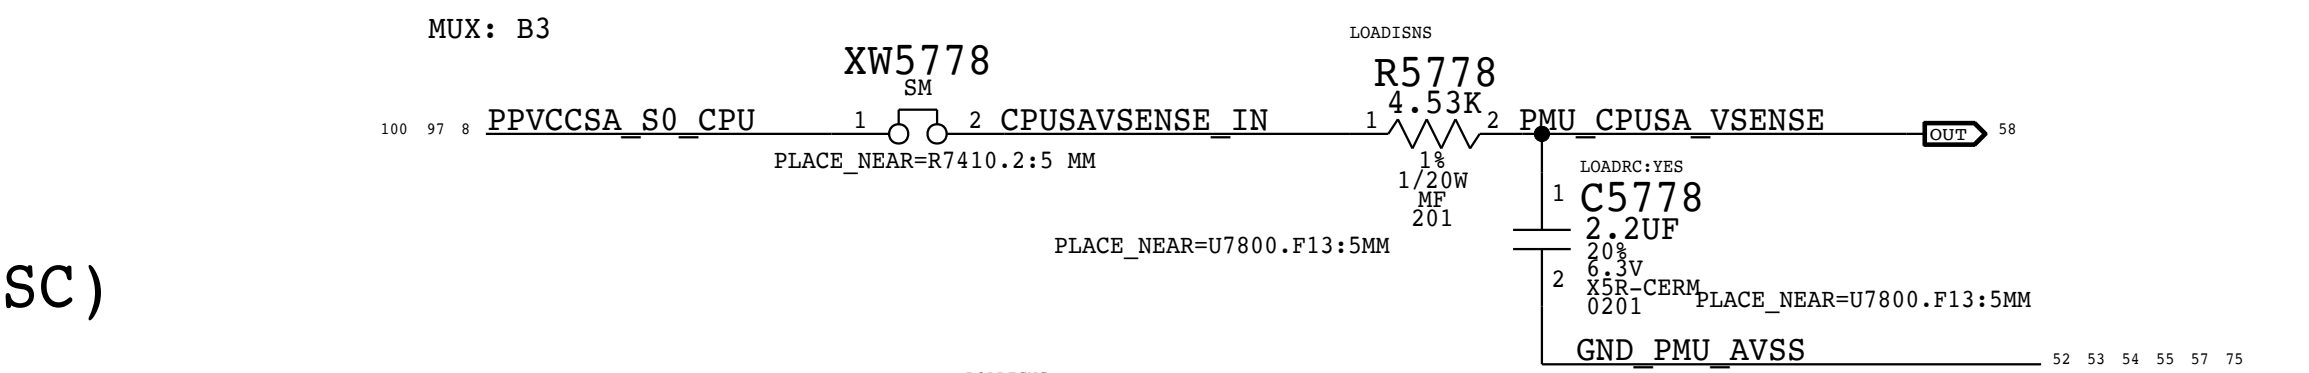 MUX: B3
LOADISNS
XW5778
SM
R5778
4.53K
100 97 8 PPVCCSA_S0_CPU 1 2 CPUSAVSENSE_IN 1 2 PMU_CPUSA_VSENSE OUT 58
PLACE_NEAR=R7410.2:5 MM
1%
1/20W
MF
201
LOADRC:YES
1 C5778
2.2UF
20%
6.3V
2 X5R-CERM
0201
PLACE_NEAR=U7800.F13:5MM
PLACE_NEAR=U7800.F13:5MM
SC)
GND_PMU_AVSS 52 53 54 55 57 75